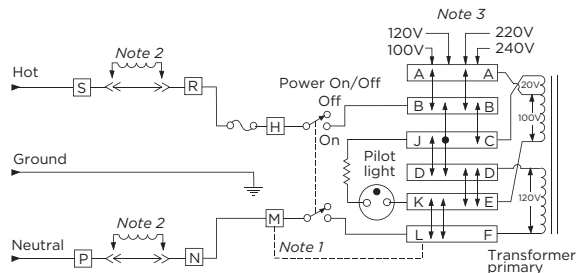 Note 3
120V 220V
100V 240V
Note 2
Hot
S R
Power On/Off
Off
H
On
A A
B B
J C
D D
K E
L F
20V
100V
120V
Ground
Pilot
light
Note 2
M
Note 1
Neutral
P N
Transformer
primary